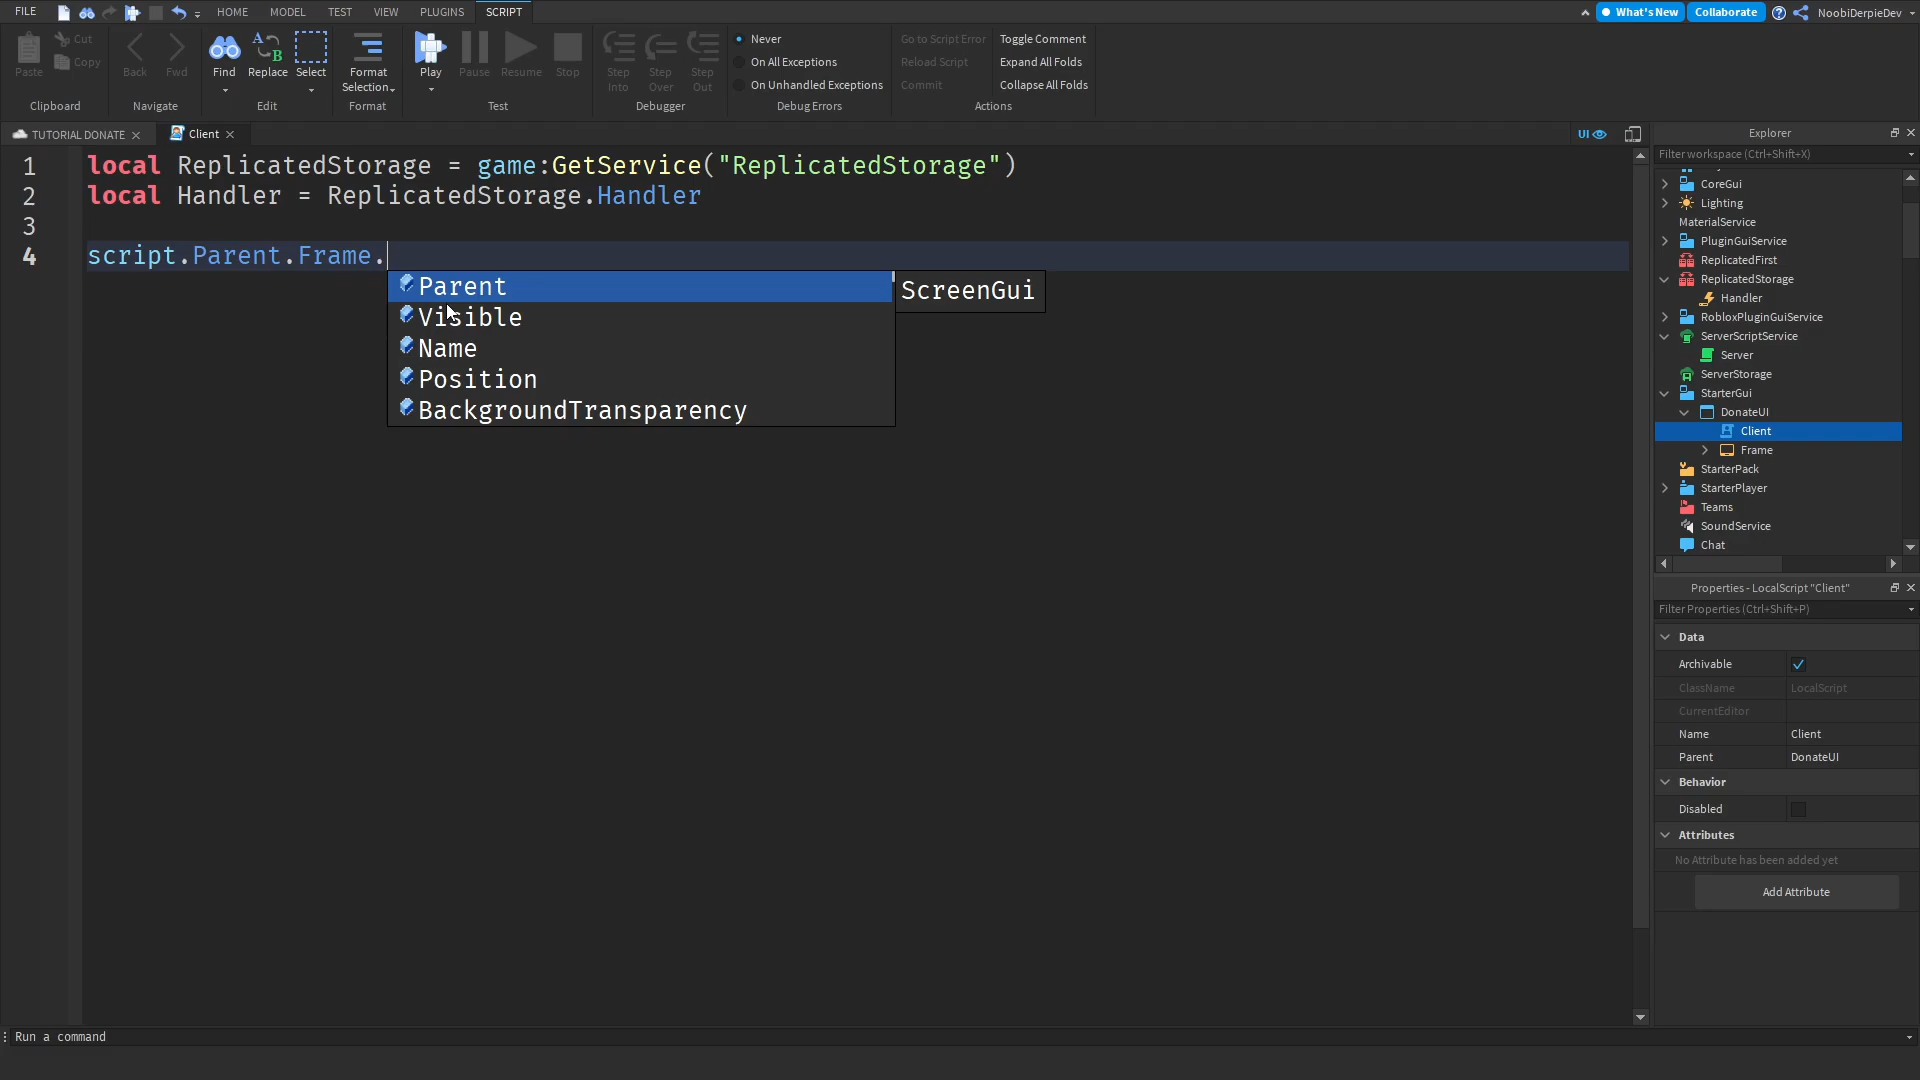 FILE
HOME
MODEL
TEST
VIEW
PLUGINS
SCRIPT
What's New
Collaborate
NoobiDerpieDev
Paste
Cut
Copy
Clipboard
Back
Fwd
Navigate
Find
Replace
Select
Edit
Format
Selection
Format
Play
Pause
Resume
Stop
Test
Step
Into
Step
Over
Step
Out
Debugger
Never
On All Exceptions
On Unhandled Exceptions
Debug Errors
Go to Script Error
Reload Script
Commit
Toggle Comment
Expand All Folds
Collapse All Folds
Actions
TUTORIAL DONATE
Client
UI
1 local ReplicatedStorage = game:GetService("ReplicatedStorage")
2 local Handler = ReplicatedStorage.Handler
3
4 script.Parent.Frame.
Parent
Visible
Name
Position
BackgroundTransparency
ScreenGui
Explorer
Filter workspace (Ctrl+Shift+X)
CoreGui
Lighting
MaterialService
PluginGuiService
ReplicatedFirst
ReplicatedStorage
Handler
RobloxPluginGuiService
ServerScriptService
Server
ServerStorage
StarterGui
DonateUI
Client
Frame
StarterPack
StarterPlayer
Teams
SoundService
Chat
Properties - LocalScript "Client"
Filter Properties (Ctrl+Shift+P)
Data
Archivable
ClassName LocalScript
CurrentEditor
Name Client
Parent DonateUI
Behavior
Disabled
Attributes
No Attribute has been added yet
Add Attribute
Run a command